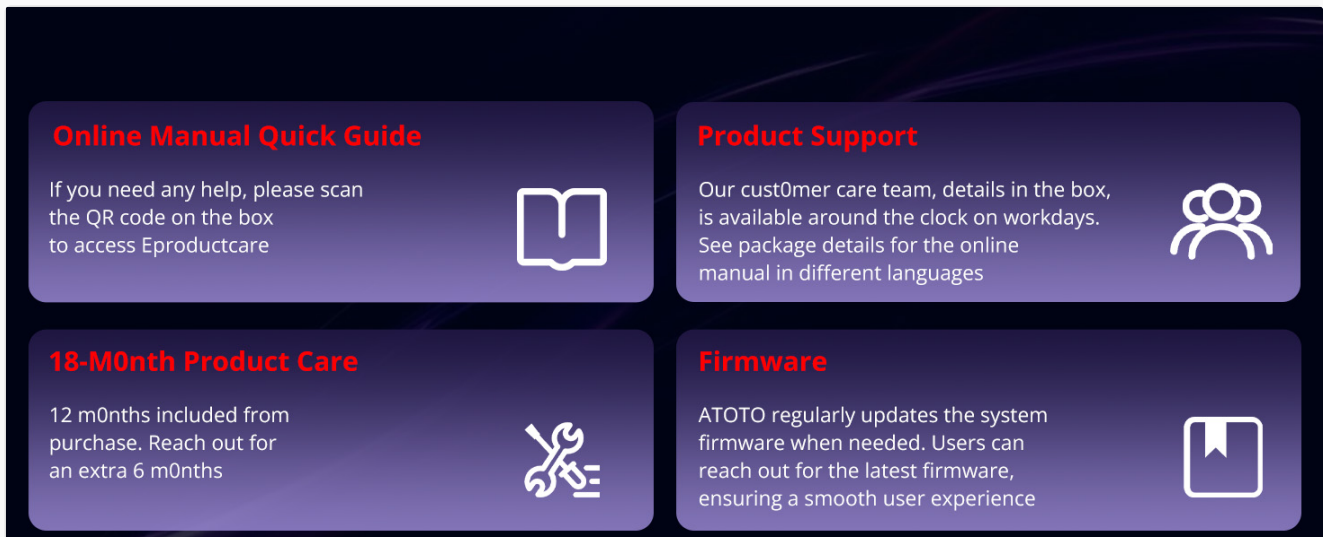 Online Manual Quick Guide
If you need any help, please scan
the QR code on the box
to access Eproductcare
Product Support
Our cust0mer care team, details in the box,
is available around the clock on workdays.
See package details for the online
manual in different languages
18-M0nth Product Care
12 m0nths included from
purchase. Reach out for
an extra 6 m0nths
Firmware
ATOTO regularly updates the system
firmware when needed. Users can
reach out for the latest firmware,
ensuring a smooth user experience